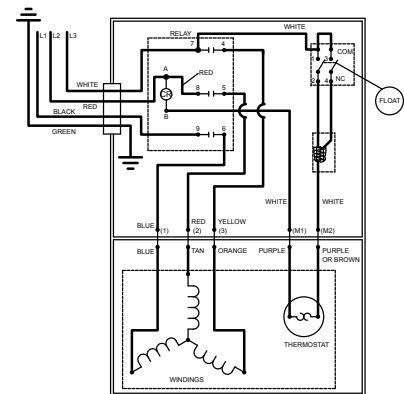 WHITE
RELAY
L1 L2 L3
7 4
1 3 COM
A
RED
WHITE
CR
8 5
2 4 NC
RED
FLOAT
BLACK
B
GREEN
9 6
WHITE WHITE
BLUE (1) RED (2) YELLOW (3) (M1) (M2)
BLUE TAN ORANGE PURPLE PURPLE OR BROWN
THERMOSTAT
WINDINGS